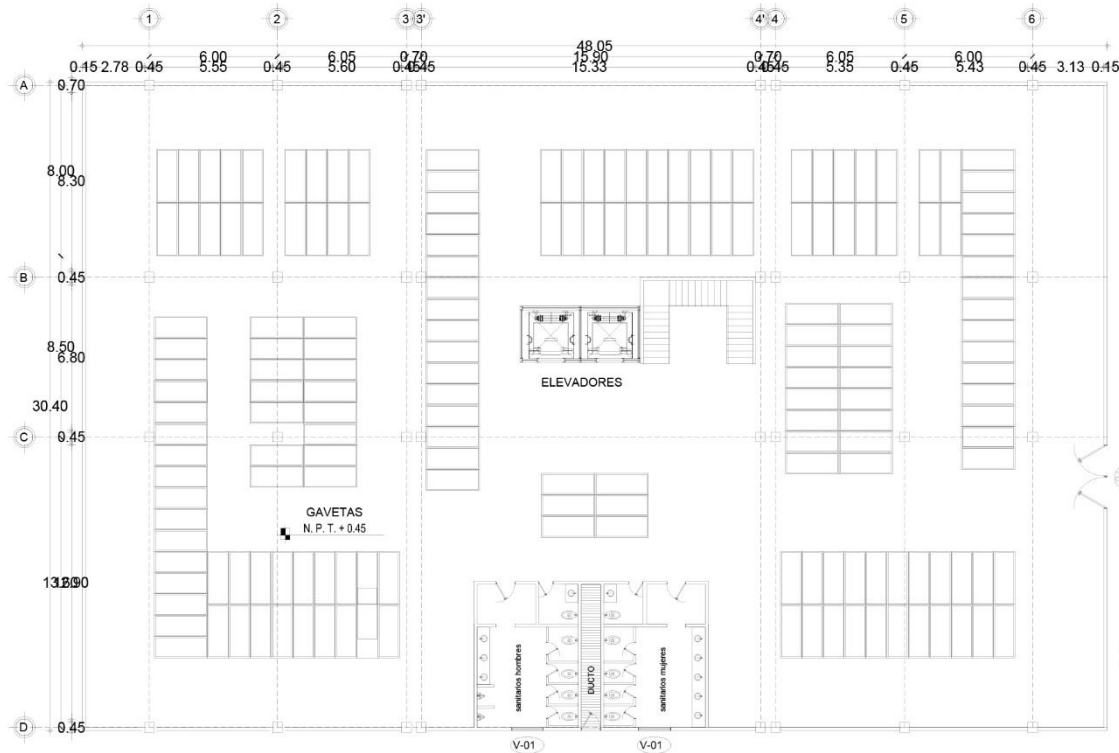 1 2 3 3' 4' 4 5 6
48.05
6.00 6.05 0.70 15.90 0.70 6.05 6.00
0.15 2.78 0.45 5.55 0.45 5.60 0.45 15.33 0.45 5.35 0.45 5.43 0.45 3.13 0.15
A 0.70
8.00
8.30
B 0.45
8.50
6.80
ELEVADORES
30.40
C 0.45
GAVETAS
N. P. T. + 0.45
sanitarios hombres
DUCTO
sanitarios mujeres
D 0.45
V-01 V-01